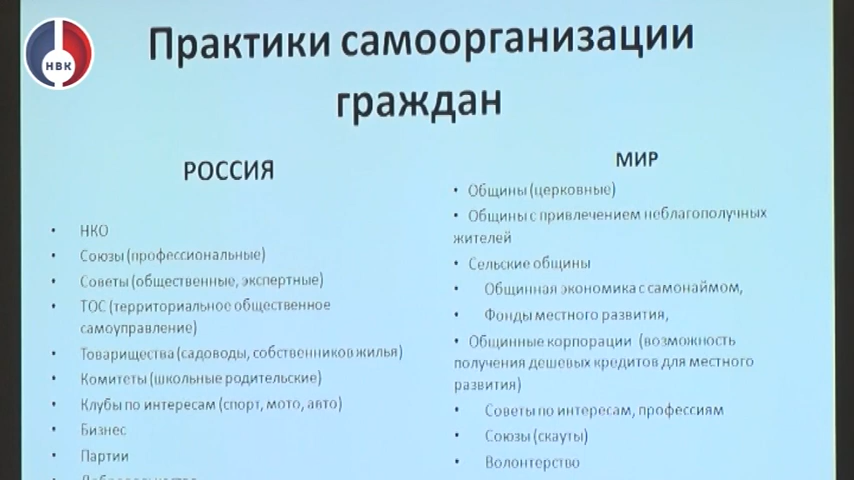 НВК
Практики самоорганизации
граждан
РОССИЯ
• НКО
• Союзы (профессиональные)
• Советы (общественные, экспертные)
• ТОС (территориальное общественное
самоуправление)
• Товарищества (садоводы, собственников жилья)
• Комитеты (школьные родительские)
• Клубы по интересам (спорт, мото, авто)
• Бизнес
• Партии
МИР
• Общины (церковные)
• Общины с привлечением неблагополучных
жителей
• Сельские общины
• Общинная экономика с самонаймом,
• Фонды местного развития,
• Общинные корпорации (возможность
получения дешевых кредитов для местного
развития)
• Советы по интересам, профессиям
• Союзы (скауты)
• Волонтерство